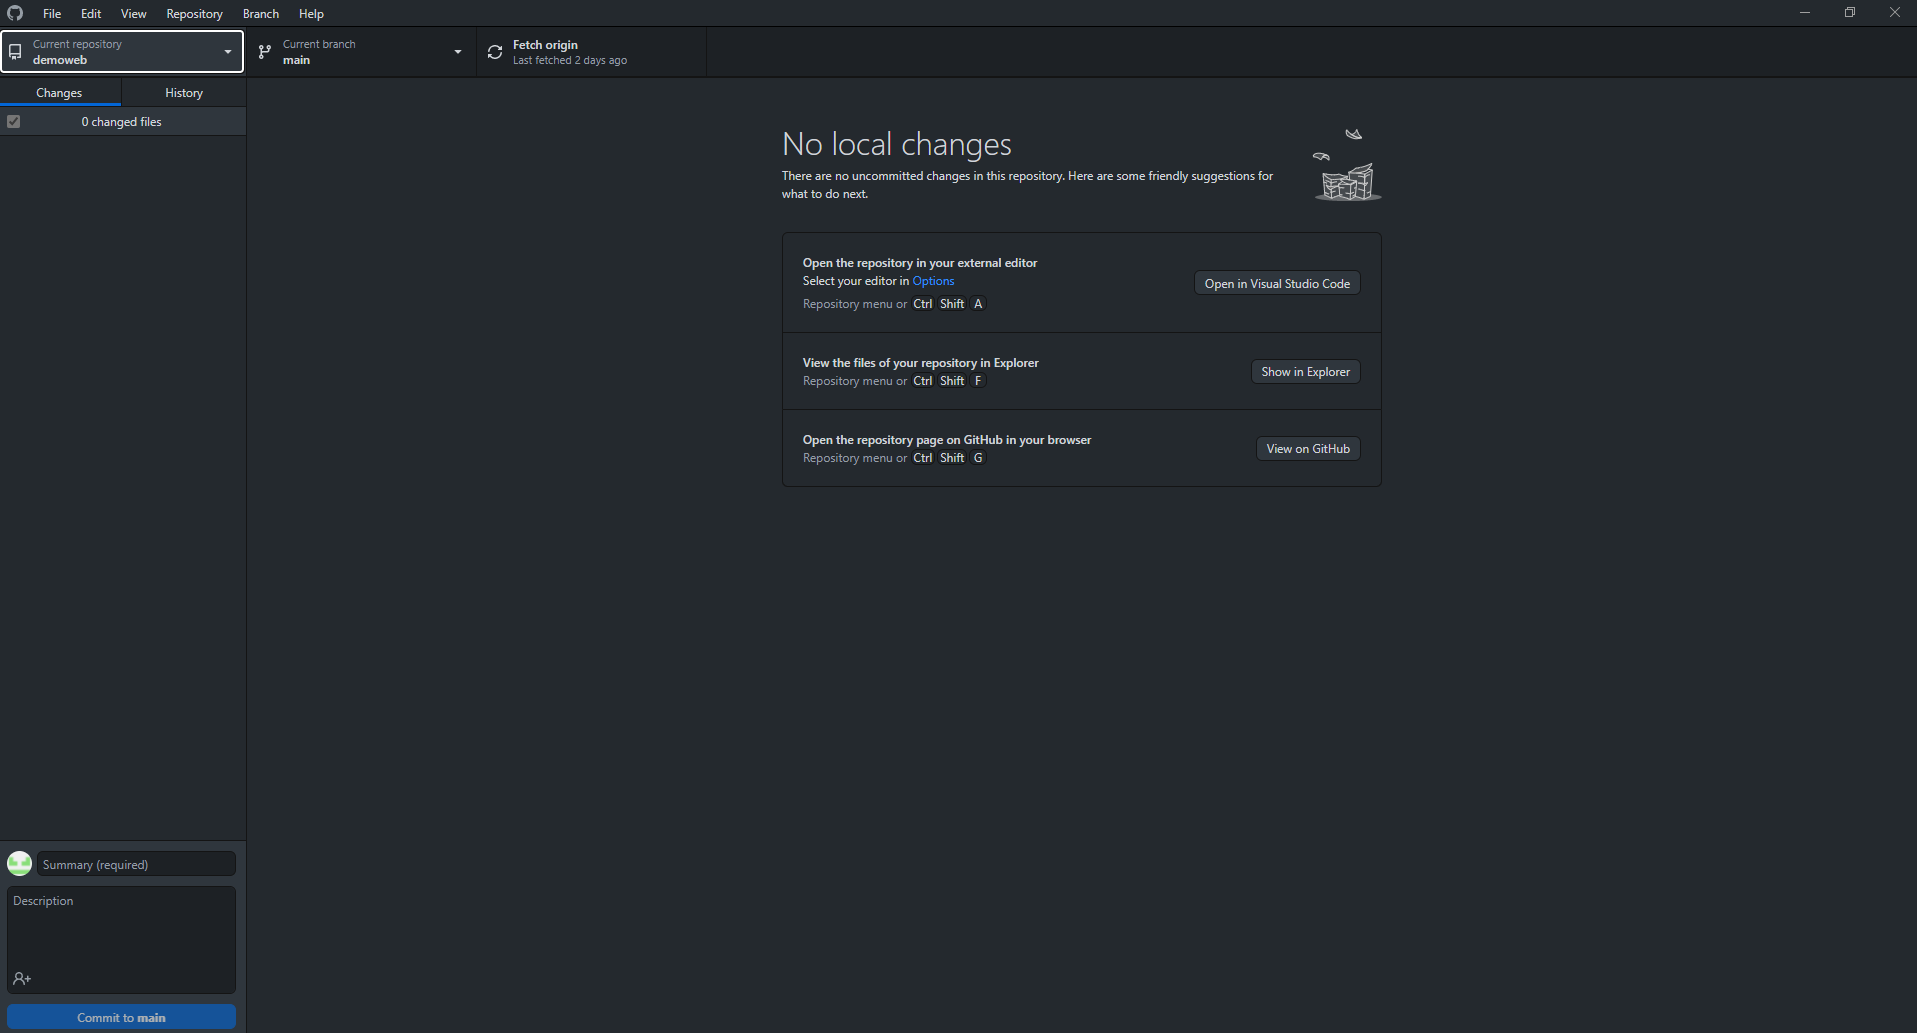 File Edit View Repository Branch Help
Current repository
demoweb
Current branch
main
Fetch origin
Last fetched 2 days ago
Changes History
0 changed files
No local changes
There are no uncommitted changes in this repository. Here are some friendly suggestions for
what to do next.
Open the repository in your external editor
Select your editor in Options
Repository menu or Ctrl Shift A
Open in Visual Studio Code
View the files of your repository in Explorer
Repository menu or Ctrl Shift F
Show in Explorer
Open the repository page on GitHub in your browser
Repository menu or Ctrl Shift G
View on GitHub
Summary (required)
Description
Commit to main